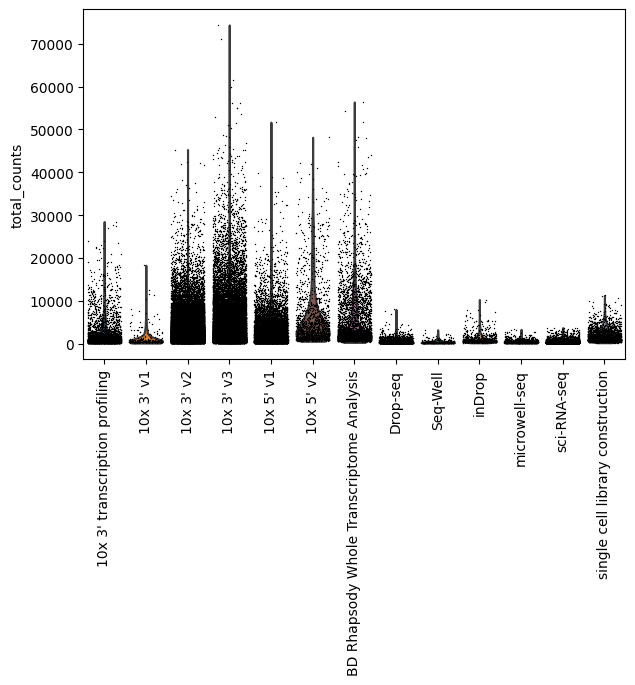 total_counts
70000
60000
50000
40000
30000
20000
10000
0
10x 3' transcription profiling
10x 3' v1
10x 3' v2
10x 3' v3
10x 5' v1
10x 5' v2
BD Rhapsody Whole Transcriptome Analysis
Drop-seq
Seq-Well
inDrop
microwell-seq
sci-RNA-seq
single cell library construction